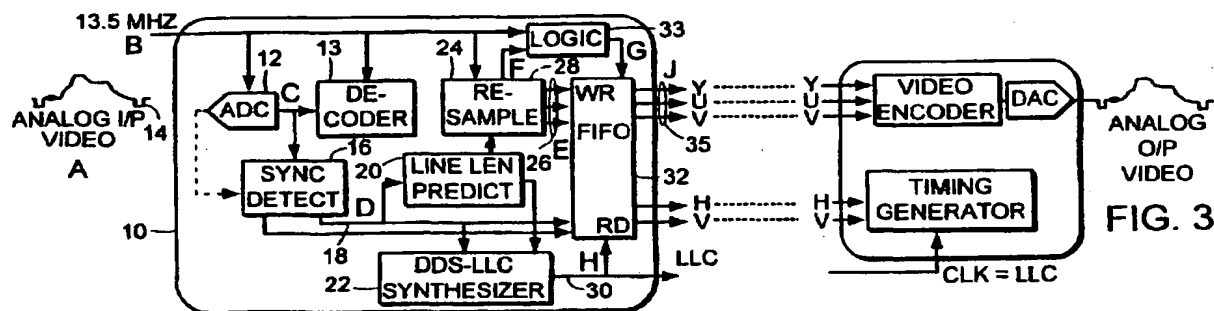 13.5 MHZ
B
12
13
24
F
28
LOGIC
33
G
J
ADC
C
DE-
CODER
RE-
SAMPLE
WR
FIFO
Y
U
V
Y
U
V
VIDEO
ENCODER
DAC
14
ANALOG I/P
VIDEO
A
16
20
26
E
35
32
ANALOG
O/P
VIDEO
SYNC
DETECT
LINE LEN
PREDICT
D
H
V
H
V
TIMING
GENERATOR
FIG. 3
10
18
RD
22
DDS-LLC
SYNTHESIZER
H
30
LLC
CLK = LLC